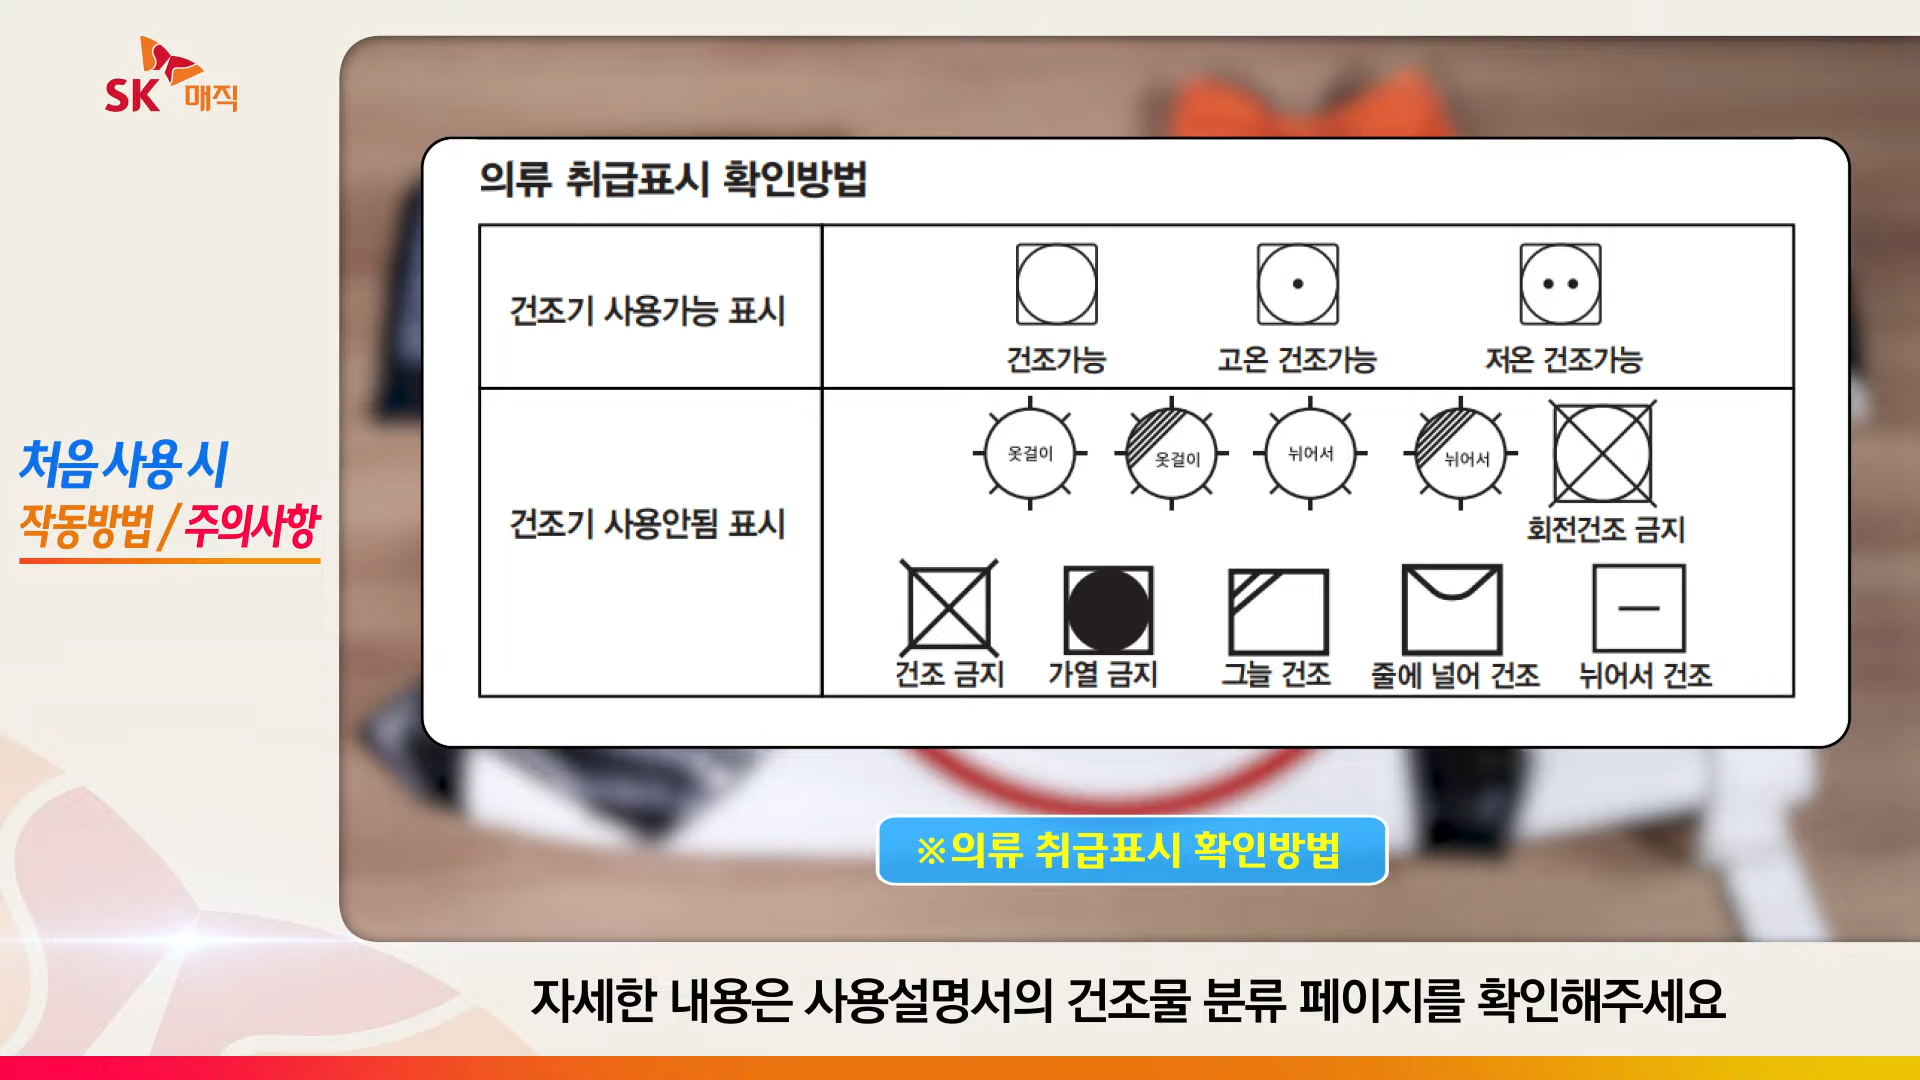 SK 매직
처음 사용 시
작동방법 / 주의사항
의류 취급표시 확인방법
건조기 사용가능 표시
건조가능
고온 건조가능
저온 건조가능
건조기 사용안됨 표시
옷걸이
옷걸이
뉘어서
뉘어서
회전건조 금지
건조 금지
가열 금지
그늘 건조
줄에 널어 건조
뉘어서 건조
※의류 취급표시 확인방법
자세한 내용은 사용설명서의 건조물 분류 페이지를 확인해주세요